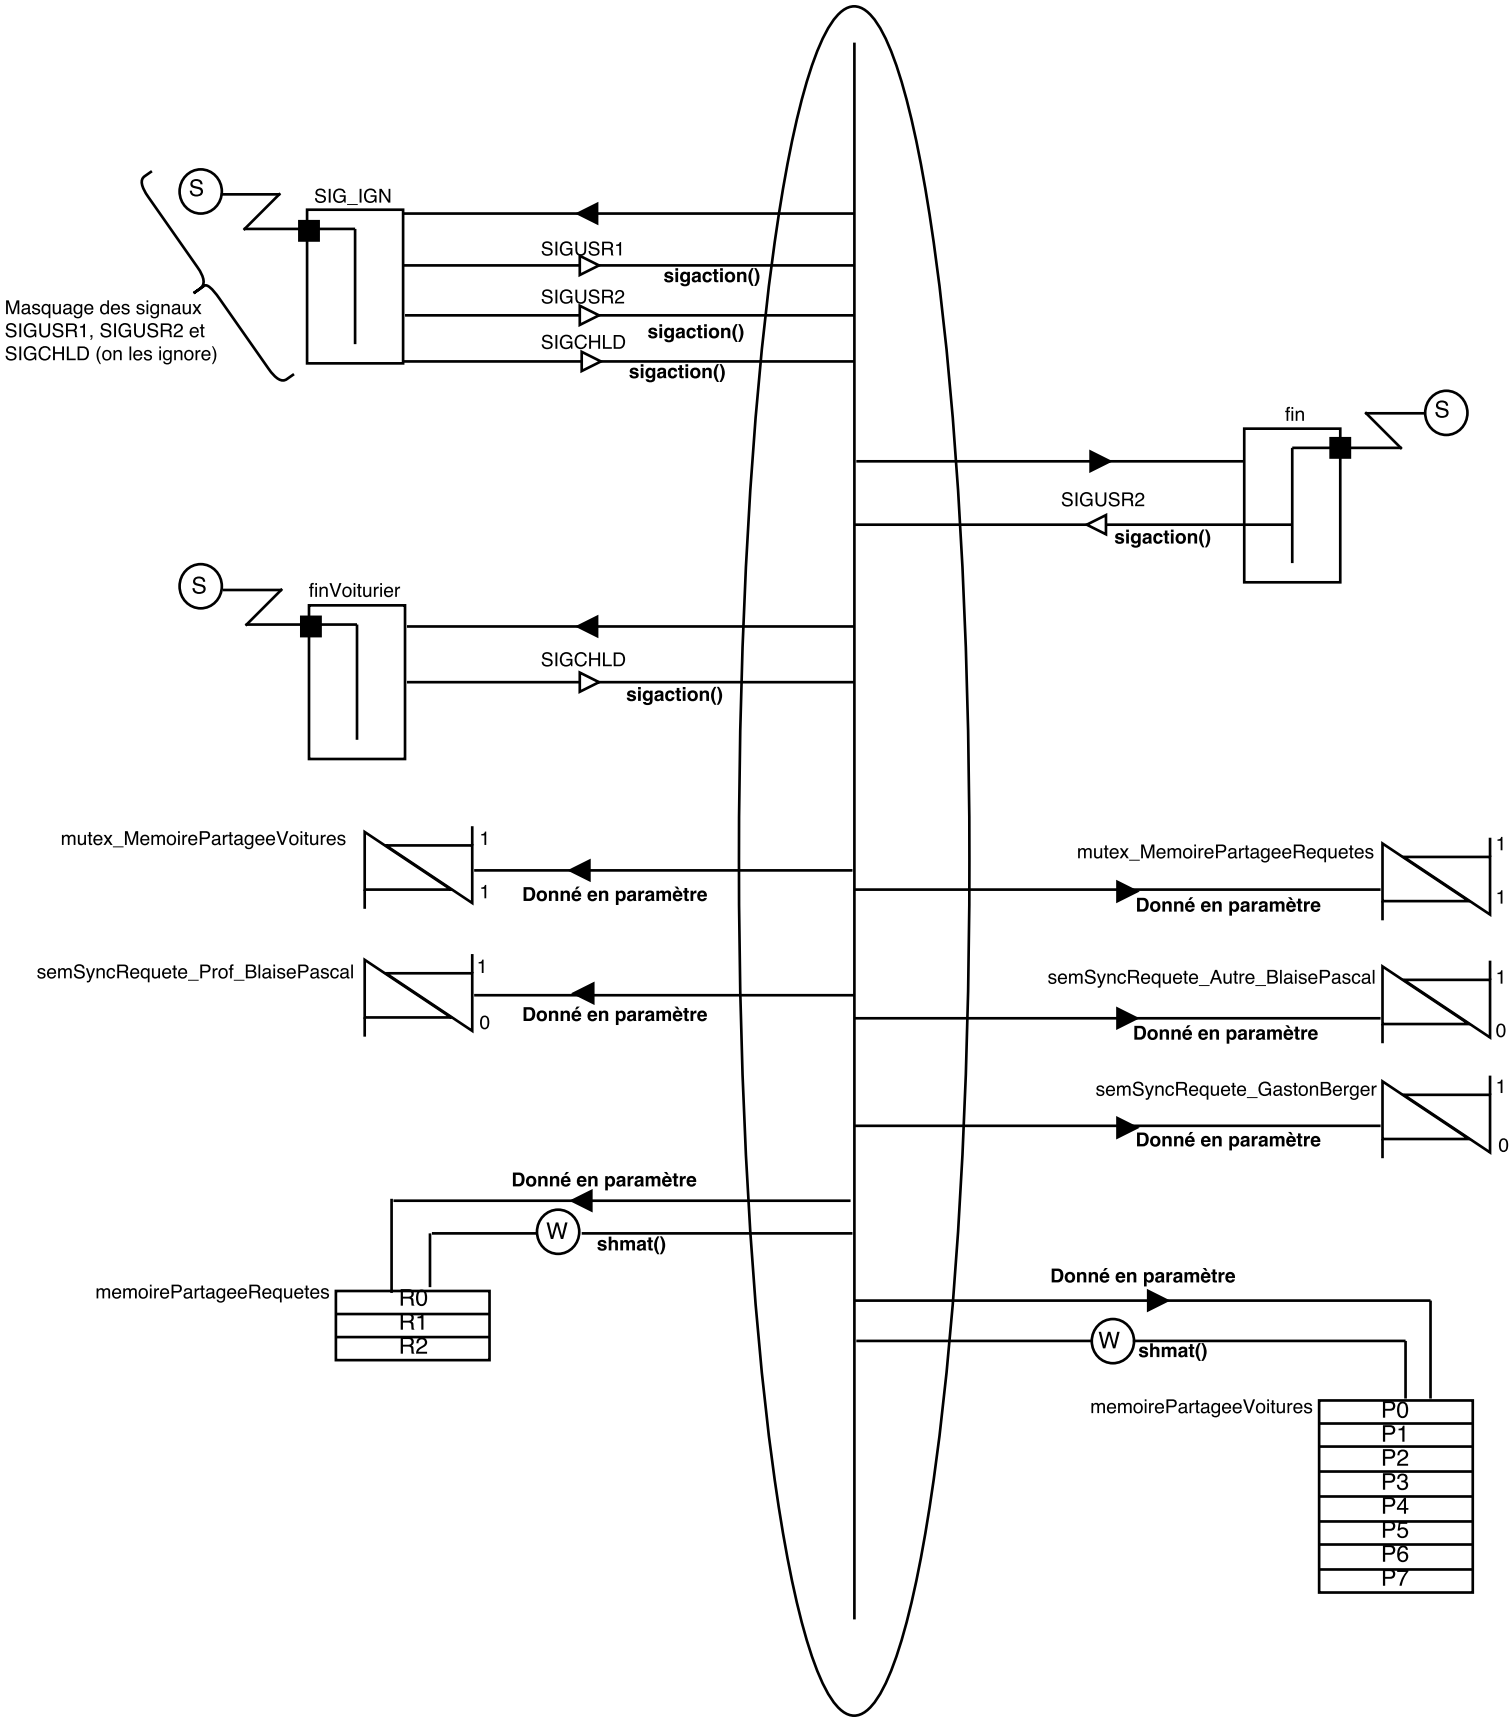 S
SIG_IGN
SIGUSR1
sigaction()
SIGUSR2
sigaction()
SIGCHLD
sigaction()
Masquage des signaux
SIGUSR1, SIGUSR2 et
SIGCHLD (on les ignore)
fin
S
SIGUSR2
sigaction()
S
finVoiturier
SIGCHLD
sigaction()
mutex_MemoirePartageeVoitures
1
1
Donné en paramètre
mutex_MemoirePartageeRequetes
1
1
Donné en paramètre
semSyncRequete_Prof_BlaisePascal
1
0
Donné en paramètre
semSyncRequete_Autre_BlaisePascal
1
0
Donné en paramètre
semSyncRequete_GastonBerger
1
0
Donné en paramètre
Donné en paramètre
W
shmat()
memoirePartageeRequetes
R0
R1
R2
Donné en paramètre
W
shmat()
memoirePartageeVoitures
P0
P1
P2
P3
P4
P5
P6
P7